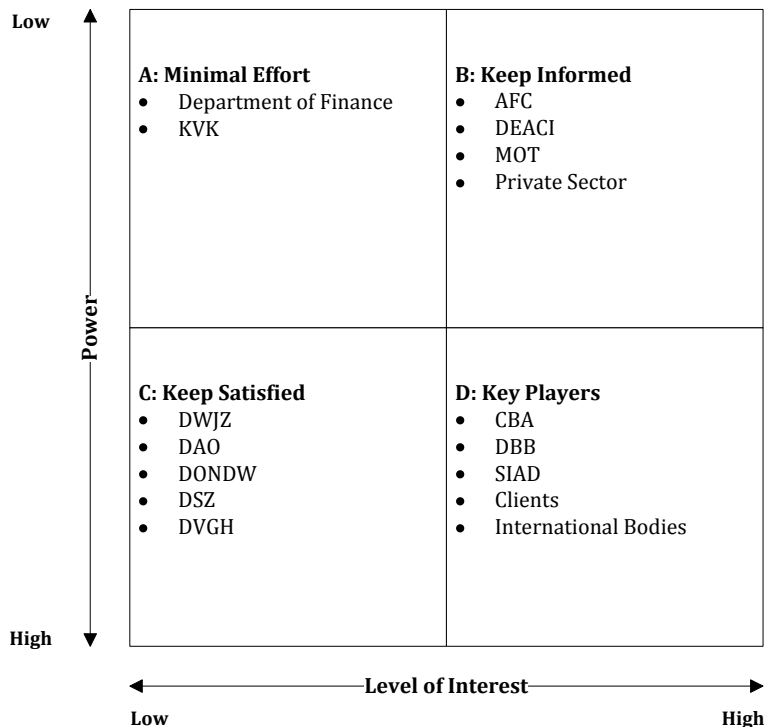 Low
A: Minimal Effort
• Department of Finance
• KVK
B: Keep Informed
• AFC
• DEACI
• MOT
• Private Sector
Power
C: Keep Satisfied
• DWJZ
• DAO
• DONDW
• DSZ
• DVGH
D: Key Players
• CBA
• DBB
• SIAD
• Clients
• International Bodies
High
Level of Interest
Low
High